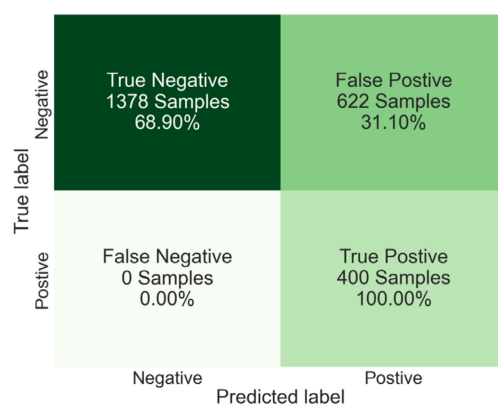 True label
Negative
True Negative
1378 Samples
68.90%
False Postive
622 Samples
31.10%
Postive
False Negative
0 Samples
0.00%
True Postive
400 Samples
100.00%
Negative
Postive
Predicted label